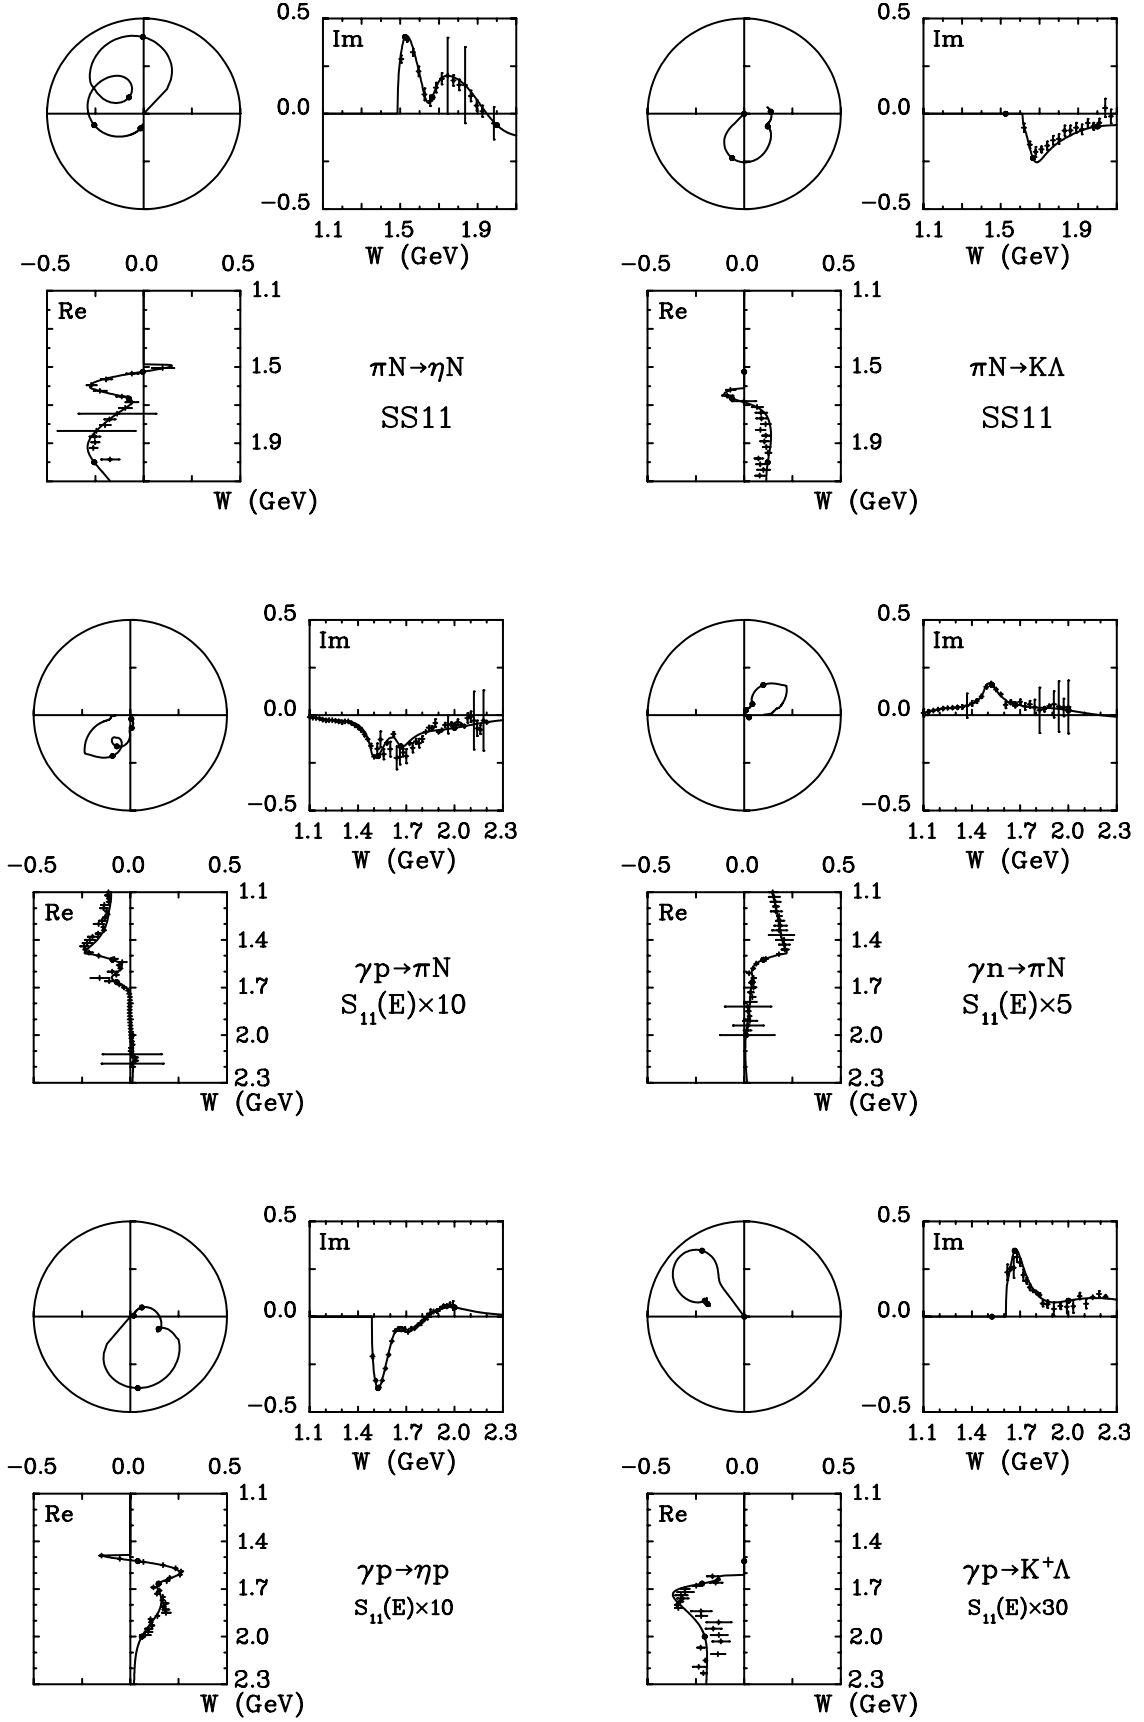 0.5
Im
0.0
−0.5
1.1 1.5 1.9
W (GeV)
−0.5 0.0 0.5
Re
1.1
1.5
1.9
W (GeV)
πN→ηN
SS11
0.5
Im
0.0
−0.5
1.1 1.5 1.9
W (GeV)
−0.5 0.0 0.5
Re
1.1
1.5
1.9
W (GeV)
πN→KΛ
SS11
0.5
Im
0.0
−0.5
1.1 1.4 1.7 2.0 2.3
W (GeV)
−0.5 0.0 0.5
Re
1.1
1.4
1.7
2.0
2.3
W (GeV)
γp→πN
S₁₁(E)×10
0.5
Im
0.0
−0.5
1.1 1.4 1.7 2.0 2.3
W (GeV)
−0.5 0.0 0.5
Re
1.1
1.4
1.7
2.0
2.3
W (GeV)
γn→πN
S₁₁(E)×5
0.5
Im
0.0
−0.5
1.1 1.4 1.7 2.0 2.3
W (GeV)
−0.5 0.0 0.5
Re
1.1
1.4
1.7
2.0
2.3
W (GeV)
γp→ηp
S₁₁(E)×10
0.5
Im
0.0
−0.5
1.1 1.4 1.7 2.0 2.3
W (GeV)
−0.5 0.0 0.5
Re
1.1
1.4
1.7
2.0
2.3
W (GeV)
γp→K⁺Λ
S₁₁(E)×30